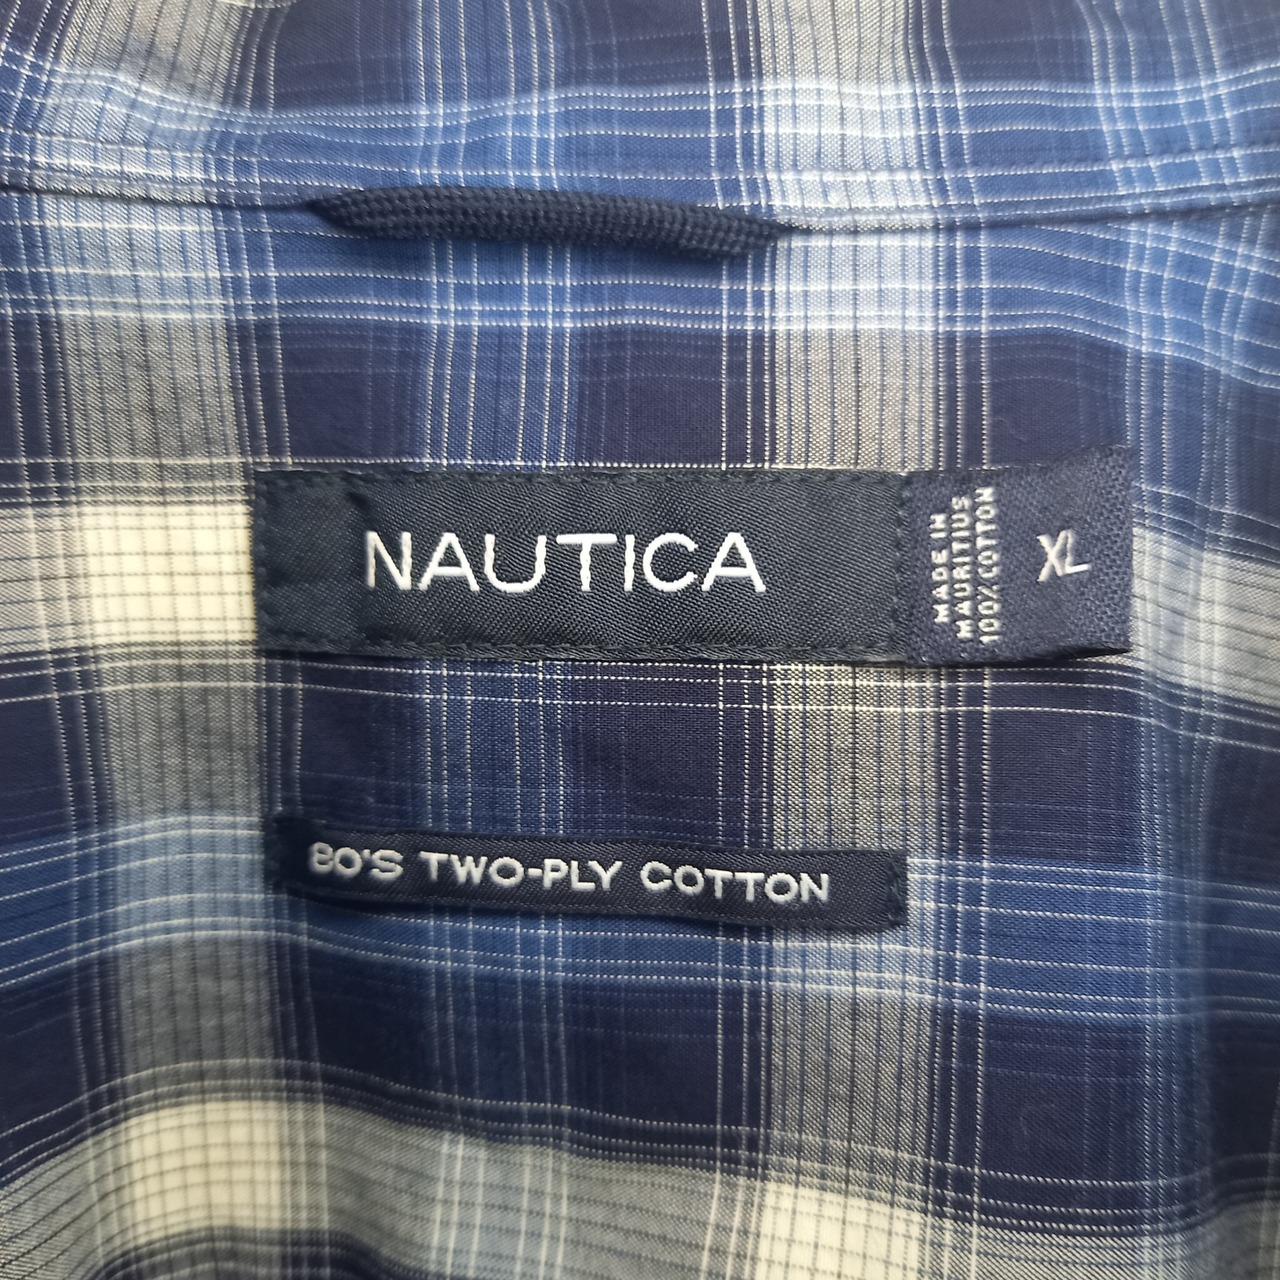 NAUTICA
MADE IN
MAURITIUS
100% COTTON
XL
80'S TWO-PLY COTTON